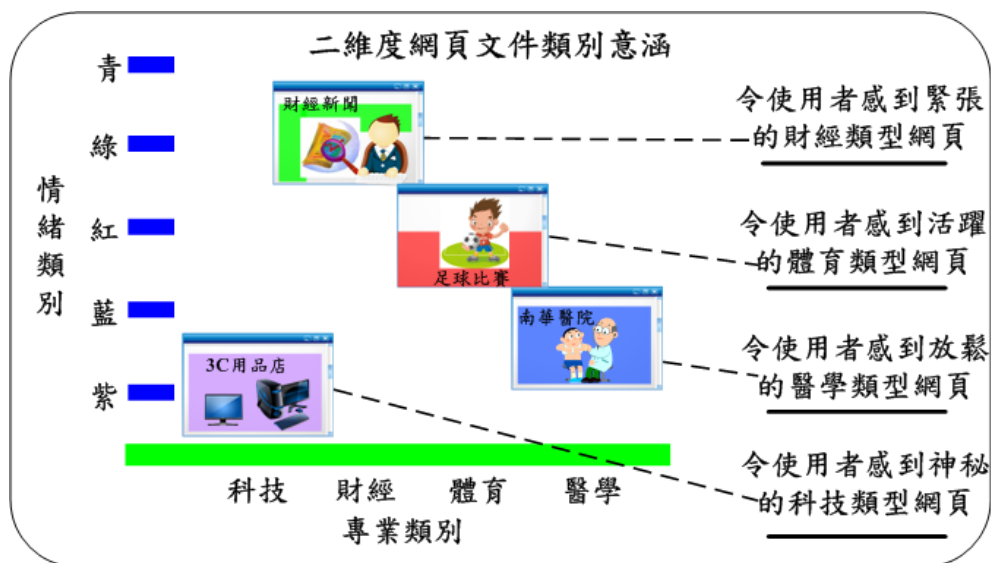 二維度網頁文件類別意涵
青
綠
紅
藍
紫
情緒類別
財經新聞
足球比賽
南華醫院
3C用品店
令使用者感到緊張
的財經類型網頁
令使用者感到活躍
的體育類型網頁
令使用者感到放鬆
的醫學類型網頁
令使用者感到神秘
的科技類型網頁
科技 財經 體育 醫學
專業類別